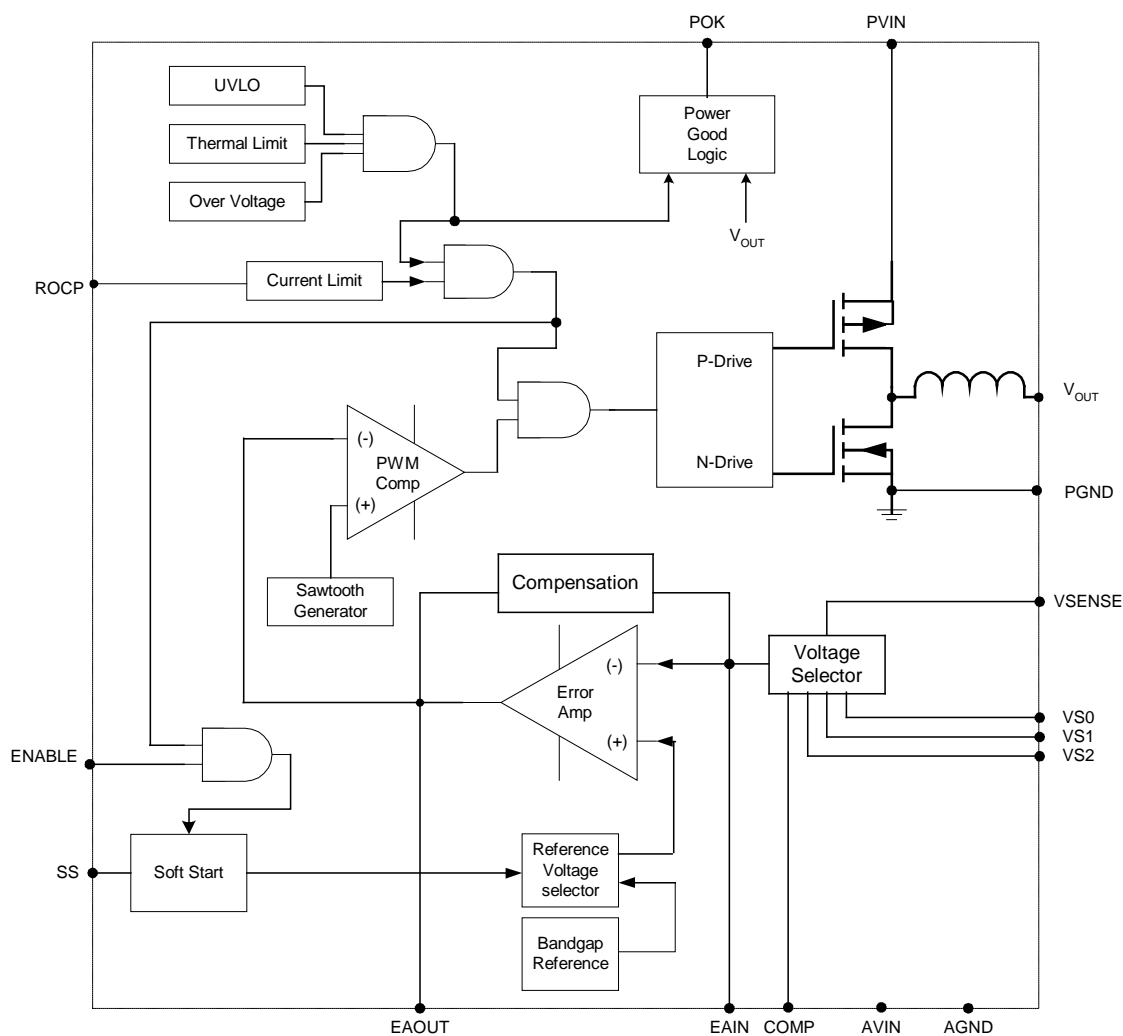 POK
PVIN
UVLO
Thermal Limit
Over Voltage
Power
Good
Logic
VOUT
ROCP
Current Limit
P-Drive
N-Drive
VOUT
PGND
(-)
PWM
Comp
(+)
Sawtooth
Generator
Compensation
VSENSE
Voltage
Selector
(-)
Error
Amp
(+)
VS0
VS1
VS2
ENABLE
SS
Soft Start
Reference
Voltage
selector
Bandgap
Reference
EAOUT
EAIN
COMP
AVIN
AGND